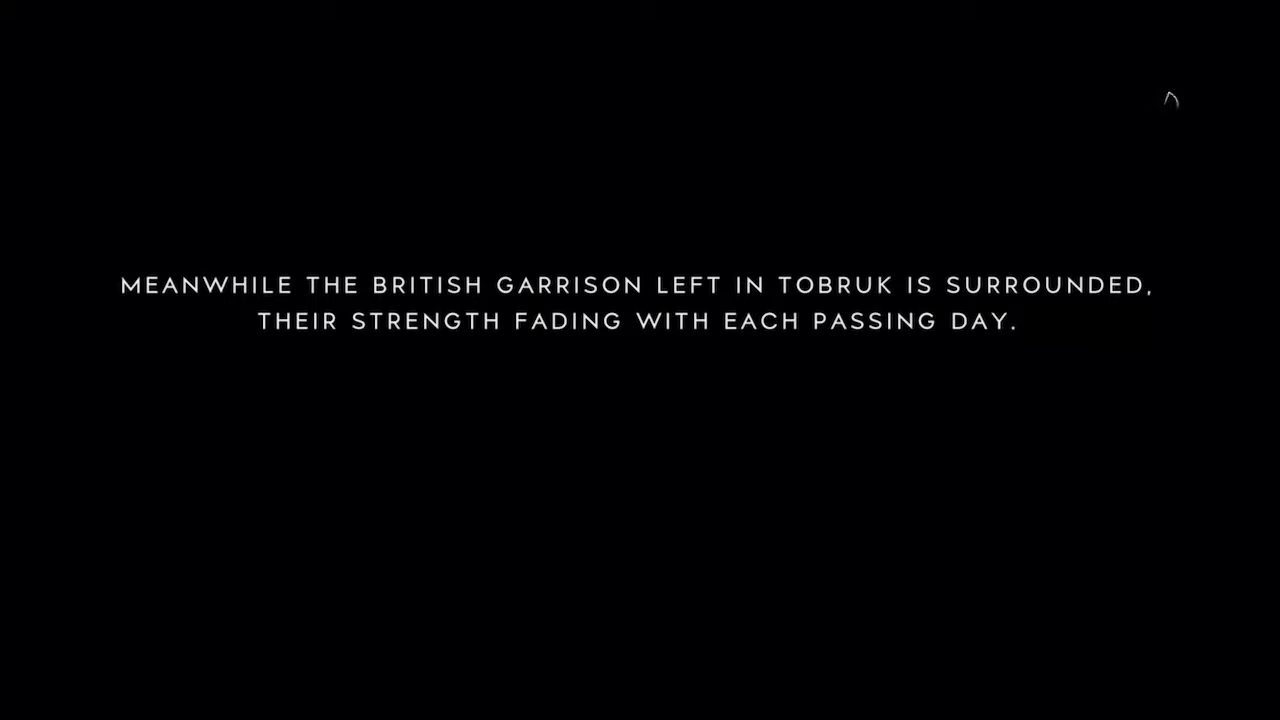 MEANWHILE THE BRITISH GARRISON LEFT IN TOBRUK IS SURROUNDED,
THEIR STRENGTH FADING WITH EACH PASSING DAY.